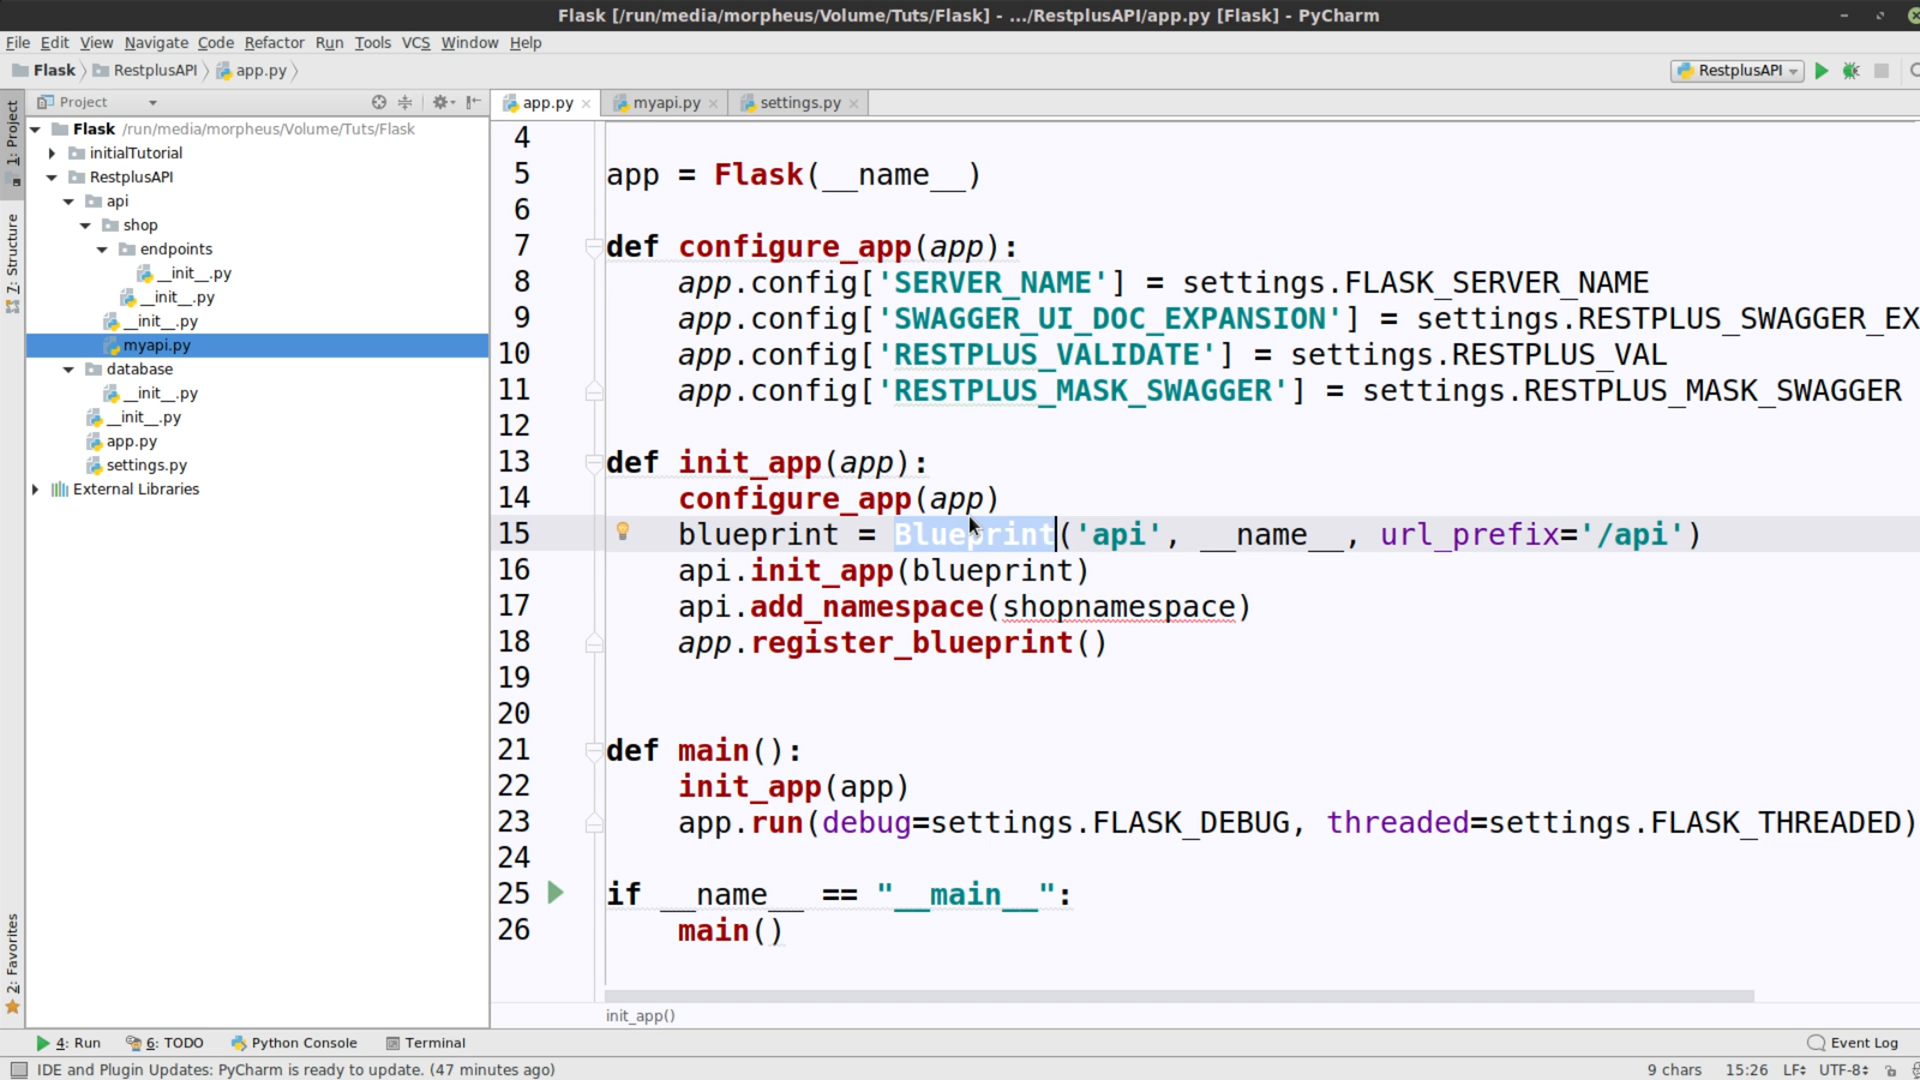 Flask [/run/media/morpheus/Volume/Tuts/Flask] - .../RestplusAPI/app.py [Flask] - PyCharm
File Edit View Navigate Code Refactor Run Tools VCS Window Help
Flask RestplusAPI app.py
RestplusAPI
Project
app.py myapi.py settings.py
1: Project
7: Structure
2: Favorites
Flask /run/media/morpheus/Volume/Tuts/Flask
initialTutorial
RestplusAPI
api
shop
endpoints
__init__.py
__init__.py
__init__.py
myapi.py
database
__init__.py
__init__.py
app.py
settings.py
External Libraries
4
5 app = Flask(__name__)
6
7 def configure_app(app):
8 app.config['SERVER_NAME'] = settings.FLASK_SERVER_NAME
9 app.config['SWAGGER_UI_DOC_EXPANSION'] = settings.RESTPLUS_SWAGGER_EX
10 app.config['RESTPLUS_VALIDATE'] = settings.RESTPLUS_VAL
11 app.config['RESTPLUS_MASK_SWAGGER'] = settings.RESTPLUS_MASK_SWAGGER
12
13 def init_app(app):
14 configure_app(app)
15 blueprint = Blueprint('api', __name__, url_prefix='/api')
16 api.init_app(blueprint)
17 api.add_namespace(shopnamespace)
18 app.register_blueprint()
19
20
21 def main():
22 init_app(app)
23 app.run(debug=settings.FLASK_DEBUG, threaded=settings.FLASK_THREADED)
24
25 if __name__ == "__main__":
26 main()
init_app()
4: Run 6: TODO Python Console Terminal Event Log
IDE and Plugin Updates: PyCharm is ready to update. (47 minutes ago) 9 chars 15:26 LF UTF-8